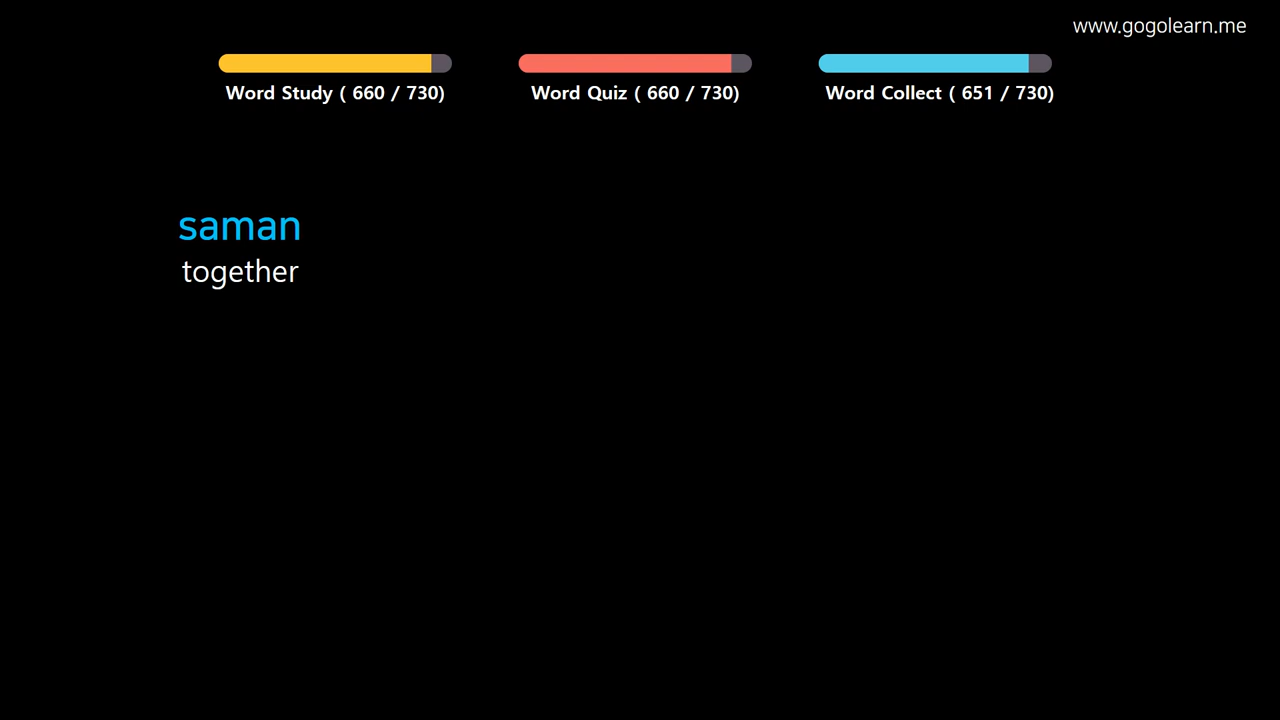 www.gogolearn.me
Word Study ( 660 / 730)
Word Quiz ( 660 / 730)
Word Collect ( 651 / 730)
saman
together